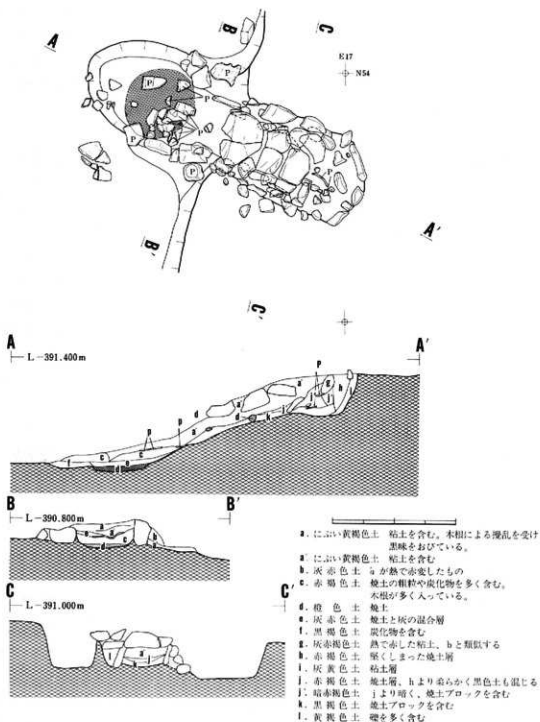 A
B
C
E17
N54
P
P
P
P
P
P
P
A'
B'
C'
A
L-391.400m
A'
P
B
L-390.800m
B'
C
L-391.000m
C'
a. にぶい黄褐色土 粘土を含む。木根による攪乱を受け
黒味をおびている。
a'. にぶい黄褐色土 粘土を含む
b. 灰赤色土 aが熱で赤変したもの
c. 赤褐色土 焼土の粗粒や炭化物を多く含む。
木根が多く入っている。
d. 橙色土 焼土
e. 灰赤色土 焼土と灰の混合層
f. 黒褐色土 炭化物を含む
g. 灰赤褐色土 熱で赤した粘土、bと類似する
h. 赤褐色土 堅くしまった焼土層
i. 灰黄色土 粘土層
j. 赤褐色土 焼土層、hより柔らかく黒色土も混じる
j'. 暗赤褐色土 jより暗く、焼土ブロックを含む
k. 黒褐色土 焼土ブロックを含む
l. 黄褐色土 礫を多く含む